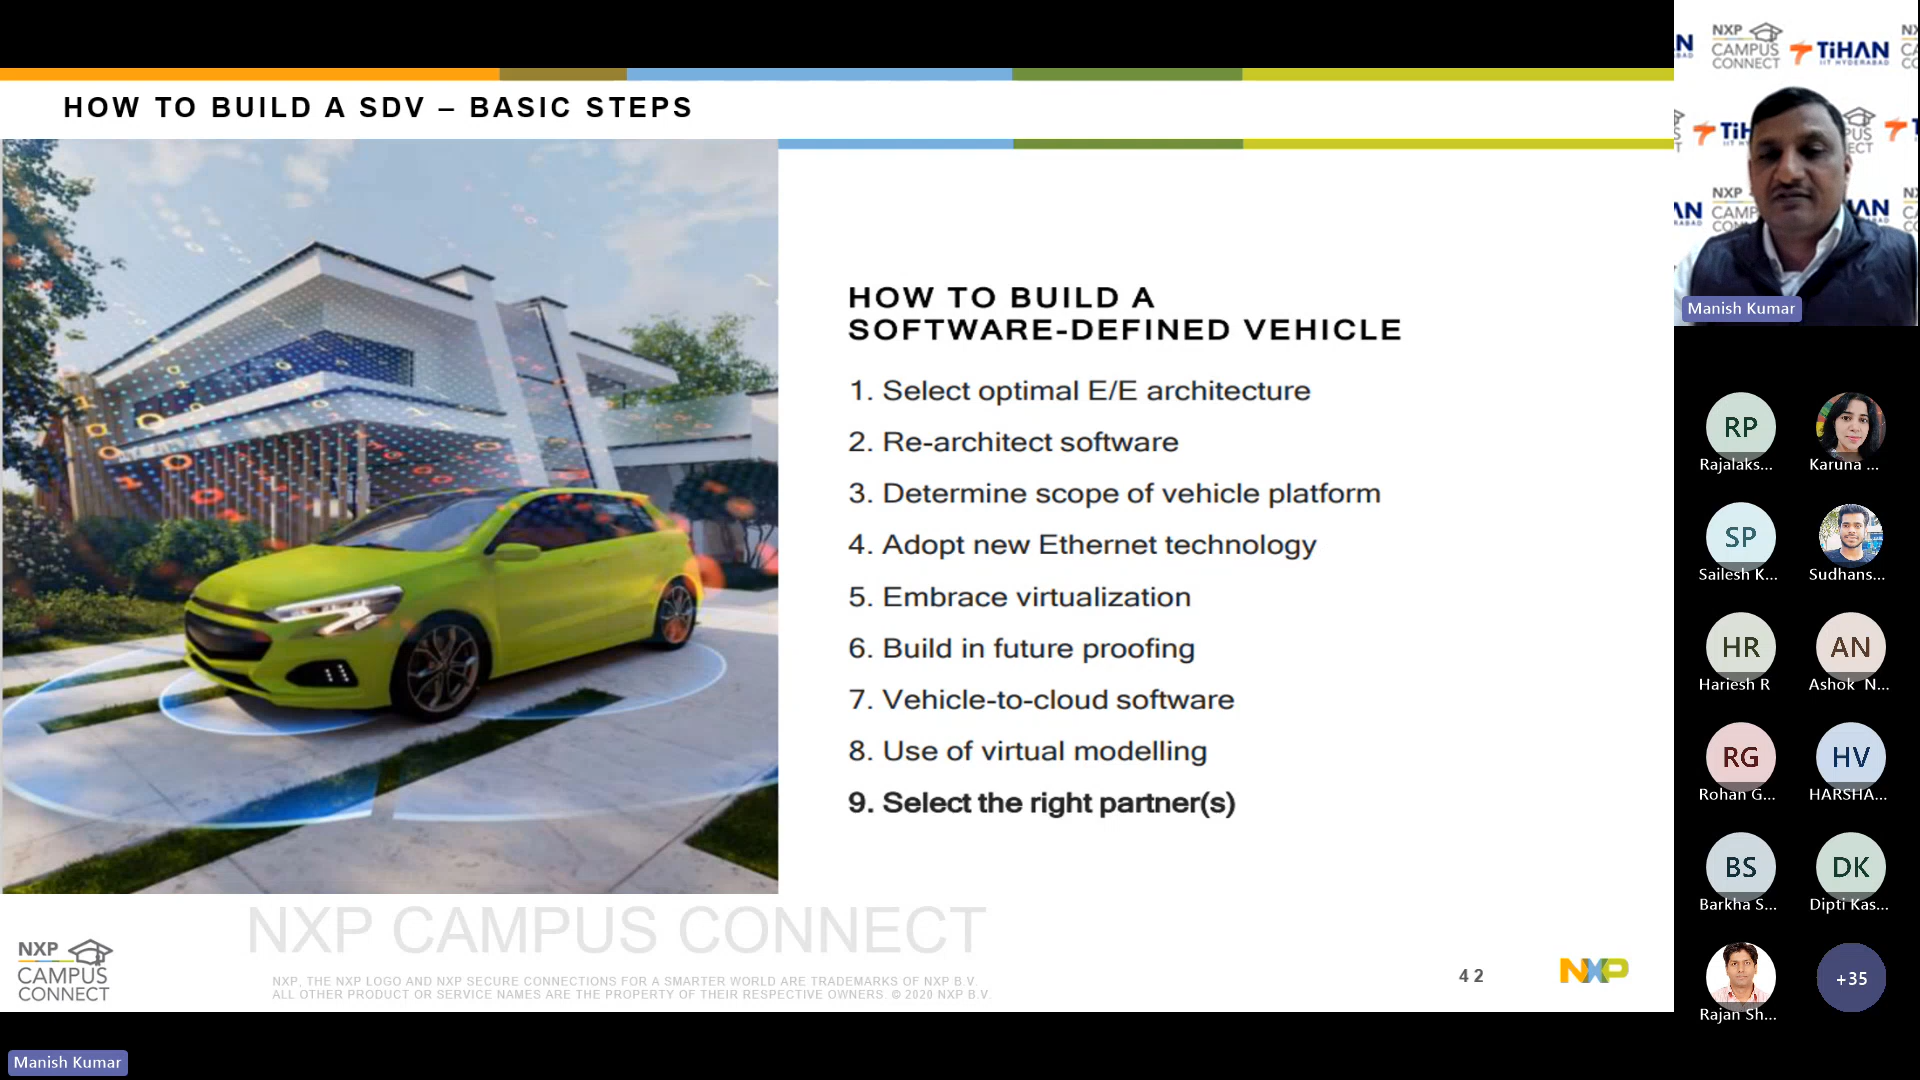 HOW TO BUILD A SDV – BASIC STEPS
HOW TO BUILD A
SOFTWARE-DEFINED VEHICLE
1. Select optimal E/E architecture
2. Re-architect software
3. Determine scope of vehicle platform
4. Adopt new Ethernet technology
5. Embrace virtualization
6. Build in future proofing
7. Vehicle-to-cloud software
8. Use of virtual modelling
9. Select the right partner(s)
NXP CAMPUS CONNECT
NXP
CAMPUS
CONNECT
NXP, THE NXP LOGO AND NXP SECURE CONNECTIONS FOR A SMARTER WORLD ARE TRADEMARKS OF NXP B.V.
ALL OTHER PRODUCT OR SERVICE NAMES ARE THE PROPERTY OF THEIR RESPECTIVE OWNERS. © 2020 NXP B.V.
42
NXP
Manish Kumar
NXP
CAMPUS
CONNECT
TiHAN
IIT HYDERABAD
Manish Kumar
RP
Rajalaks...
Karuna ...
SP
Sailesh K...
Sudhans...
HR
Hariesh R
AN
Ashok N...
RG
Rohan G...
HV
HARSHA...
BS
Barkha S...
DK
Dipti Kas...
Rajan Sh...
+35